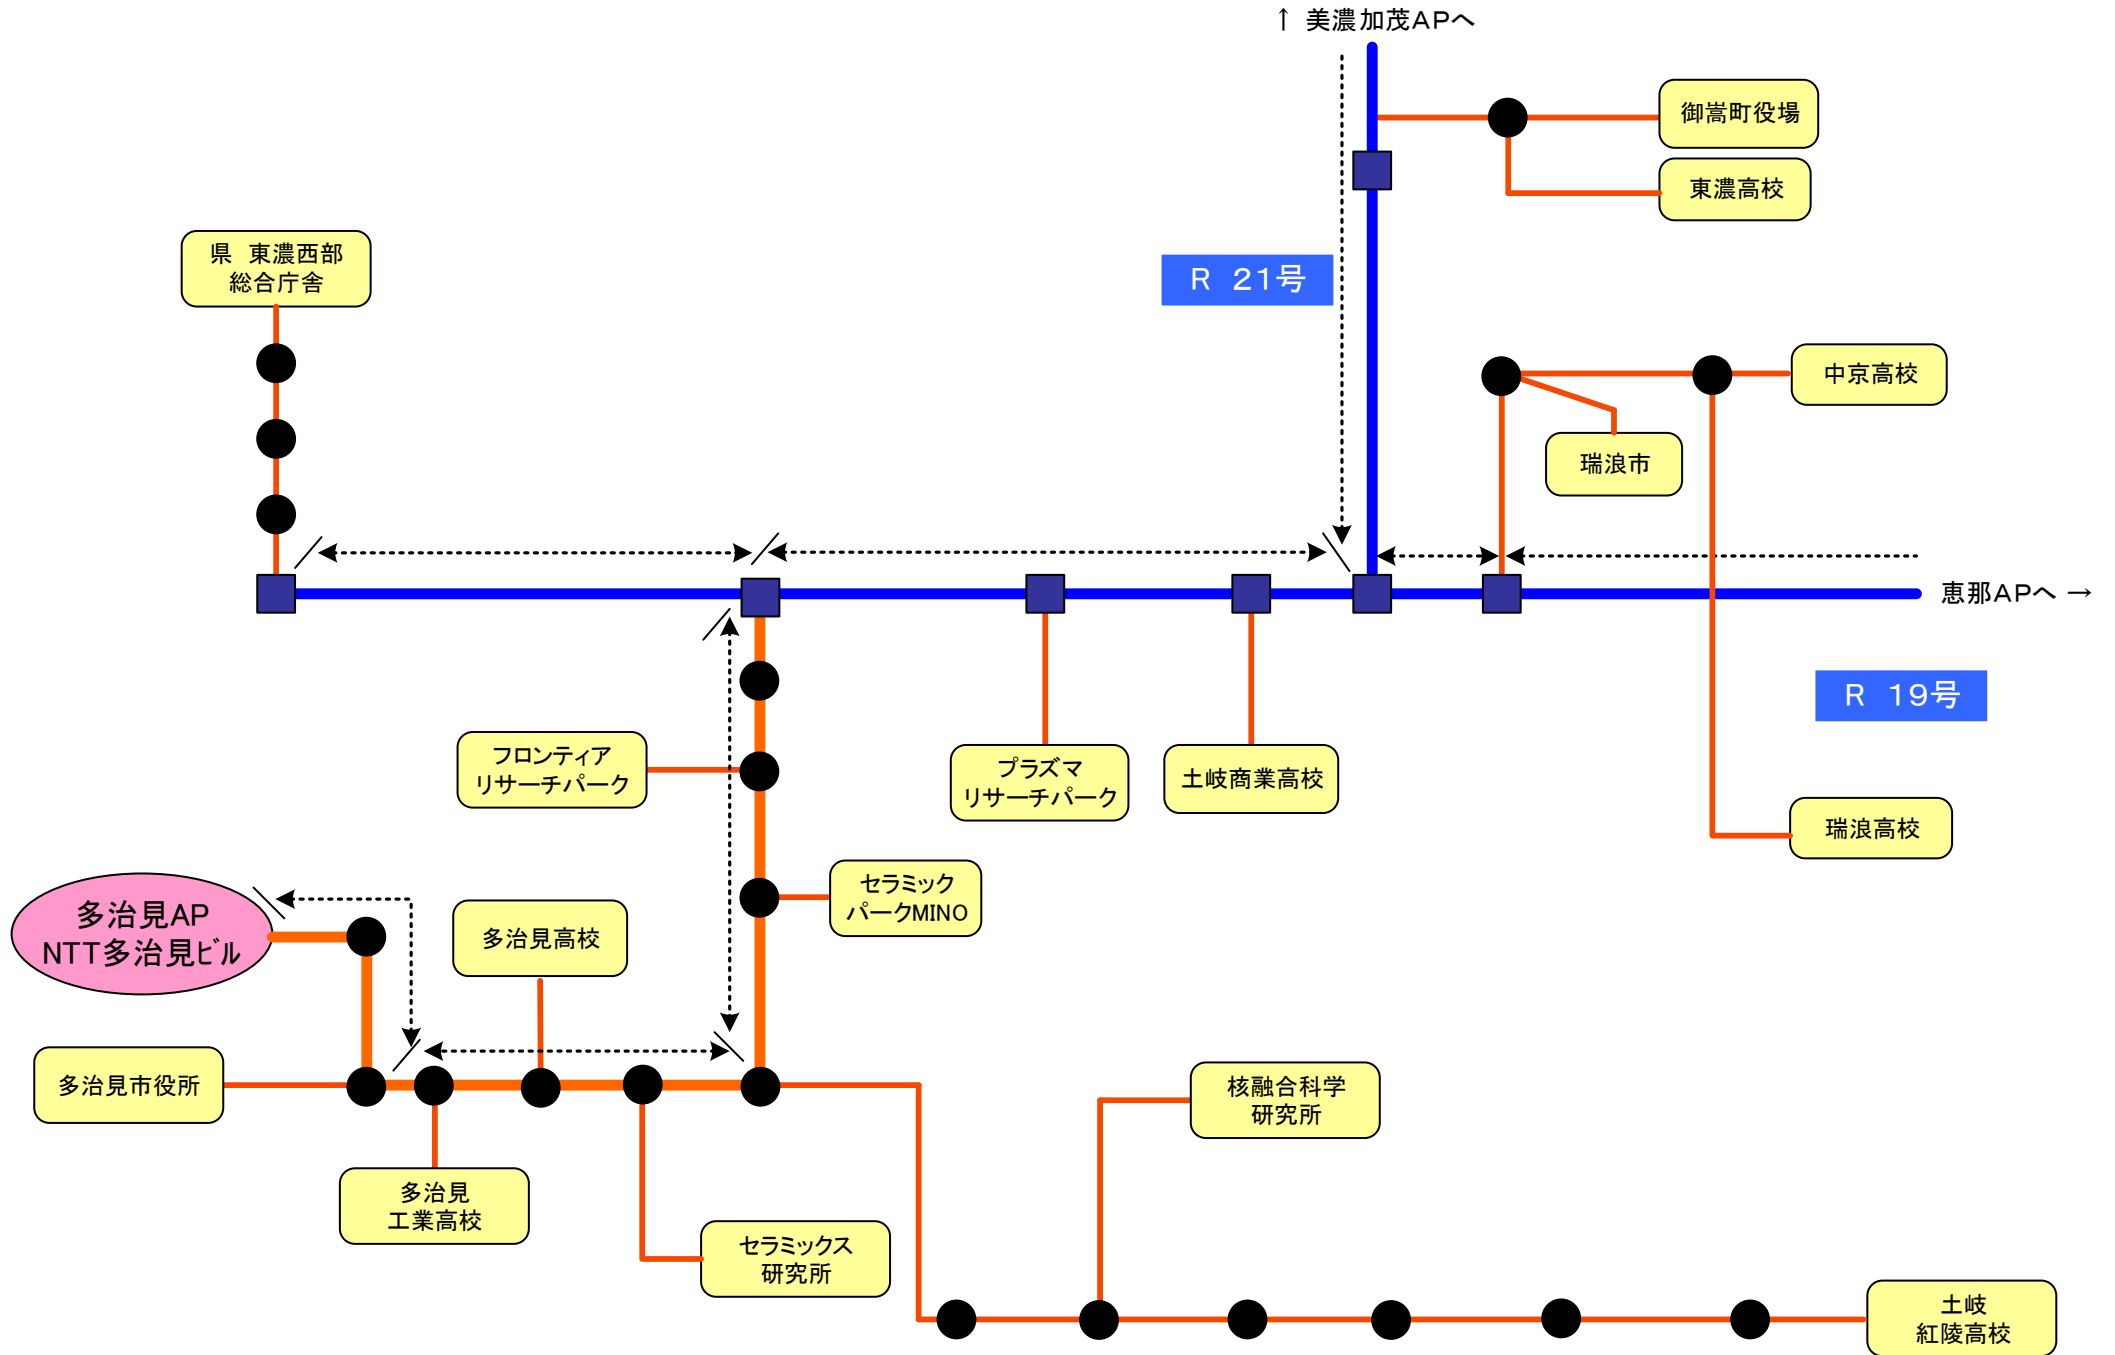 ↑ 美濃加茂APへ
御嵩町役場
東濃高校
県 東濃西部
総合庁舎
R 21号
中京高校
瑞浪市
恵那APへ →
R 19号
フロンティア
リサーチパーク
プラズマ
リサーチパーク
土岐商業高校
瑞浪高校
セラミック
パークMINO
多治見AP
NTT多治見ビル
多治見高校
多治見市役所
核融合科学
研究所
多治見
工業高校
セラミックス
研究所
土岐
紅陵高校